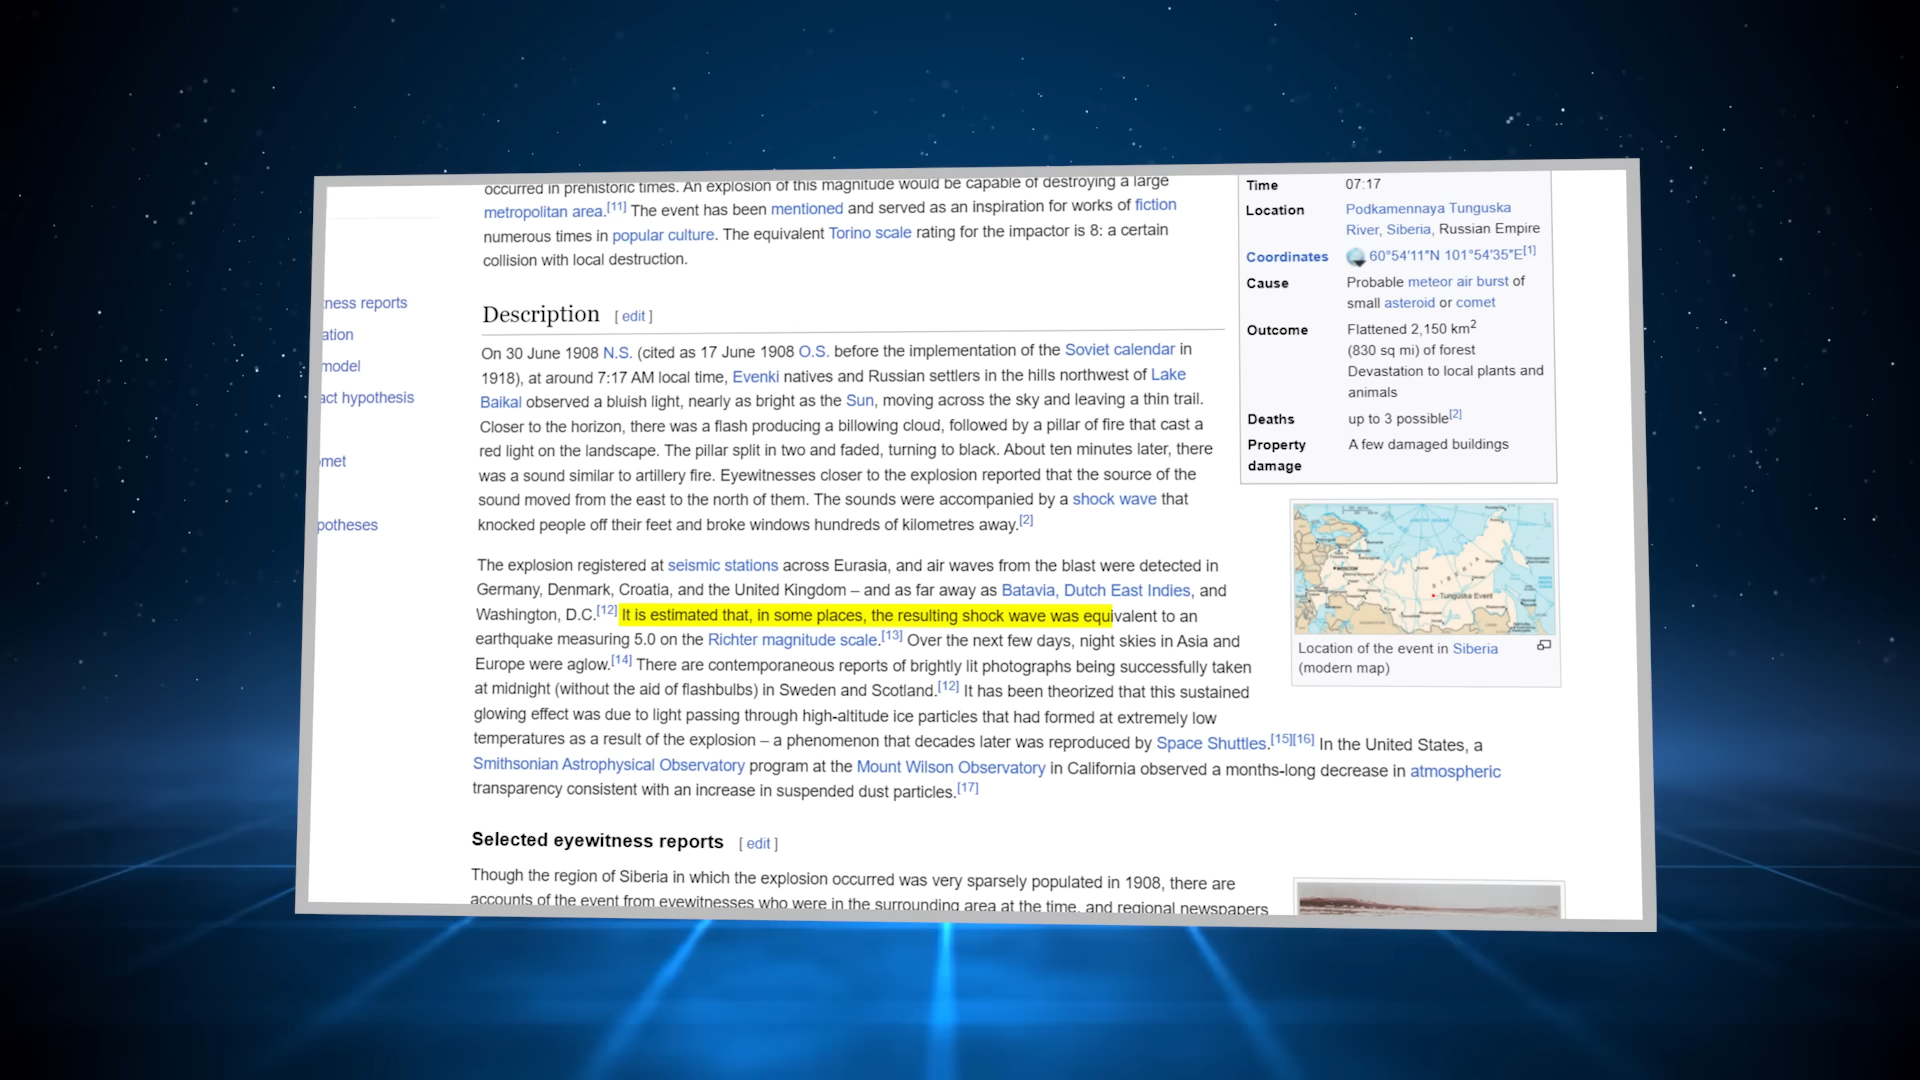 occurred in prehistoric times. An explosion of this magnitude would be capable of destroying a large
metropolitan area.[11] The event has been mentioned and served as an inspiration for works of fiction
numerous times in popular culture. The equivalent Torino scale rating for the impactor is 8: a certain
collision with local destruction.
ness reports
ation
model
act hypothesis
omet
potheses
Description [ edit ]
On 30 June 1908 N.S. (cited as 17 June 1908 O.S. before the implementation of the Soviet calendar in
1918), at around 7:17 AM local time, Evenki natives and Russian settlers in the hills northwest of Lake
Baikal observed a bluish light, nearly as bright as the Sun, moving across the sky and leaving a thin trail.
Closer to the horizon, there was a flash producing a billowing cloud, followed by a pillar of fire that cast a
red light on the landscape. The pillar split in two and faded, turning to black. About ten minutes later, there
was a sound similar to artillery fire. Eyewitnesses closer to the explosion reported that the source of the
sound moved from the east to the north of them. The sounds were accompanied by a shock wave that
knocked people off their feet and broke windows hundreds of kilometres away.[2]
The explosion registered at seismic stations across Eurasia, and air waves from the blast were detected in
Germany, Denmark, Croatia, and the United Kingdom – and as far away as Batavia, Dutch East Indies, and
Washington, D.C.[12] It is estimated that, in some places, the resulting shock wave was equivalent to an
earthquake measuring 5.0 on the Richter magnitude scale.[13] Over the next few days, night skies in Asia and
Europe were aglow.[14] There are contemporaneous reports of brightly lit photographs being successfully taken
at midnight (without the aid of flashbulbs) in Sweden and Scotland.[12] It has been theorized that this sustained
glowing effect was due to light passing through high-altitude ice particles that had formed at extremely low
temperatures as a result of the explosion – a phenomenon that decades later was reproduced by Space Shuttles.[15][16] In the United States, a
Smithsonian Astrophysical Observatory program at the Mount Wilson Observatory in California observed a months-long decrease in atmospheric
transparency consistent with an increase in suspended dust particles.[17]
Selected eyewitness reports [ edit ]
Though the region of Siberia in which the explosion occurred was very sparsely populated in 1908, there are
accounts of the event from eyewitnesses who were in the surrounding area at the time, and regional newspapers
Time 07:17
Location Podkamennaya Tunguska
River, Siberia, Russian Empire
Coordinates 60°54′11″N 101°54′35″E[1]
Cause Probable meteor air burst of
small asteroid or comet
Outcome Flattened 2,150 km2
(830 sq mi) of forest
Devastation to local plants and
animals
Deaths up to 3 possible[2]
Property A few damaged buildings
damage
MOSCOW
SIBERIA
Tunguska Event
Location of the event in Siberia
(modern map)